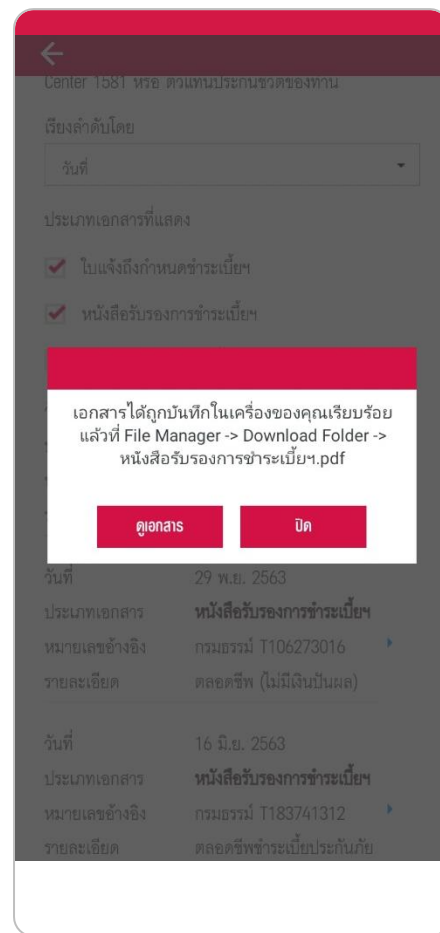 Center 1581 หรือ ตัวแทนประกันชีวิตของท่าน
เรียงลำดับโดย
วันที่
ประเภทเอกสารที่แสดง
ใบแจ้งถึงกำหนดชำระเบี้ยฯ
หนังสือรับรองการชำระเบี้ยฯ
เอกสารได้ถูกบันทึกในเครื่องของคุณเรียบร้อย
แล้วที่ File Manager -> Download Folder ->
หนังสือรับรองการชำระเบี้ยฯ.pdf
ดูเอกสาร ปิด
วันที่ 29 พ.ย. 2563
ประเภทเอกสาร หนังสือรับรองการชำระเบี้ยฯ
หมายเลขอ้างอิง กรมธรรม์ T106273016
รายละเอียด ตลอดชีพ (ไม่มีเงินปันผล)
วันที่ 16 มิ.ย. 2563
ประเภทเอกสาร หนังสือรับรองการชำระเบี้ยฯ
หมายเลขอ้างอิง กรมธรรม์ T183741312
รายละเอียด ตลอดชีพชำระเบี้ยประกันภัย